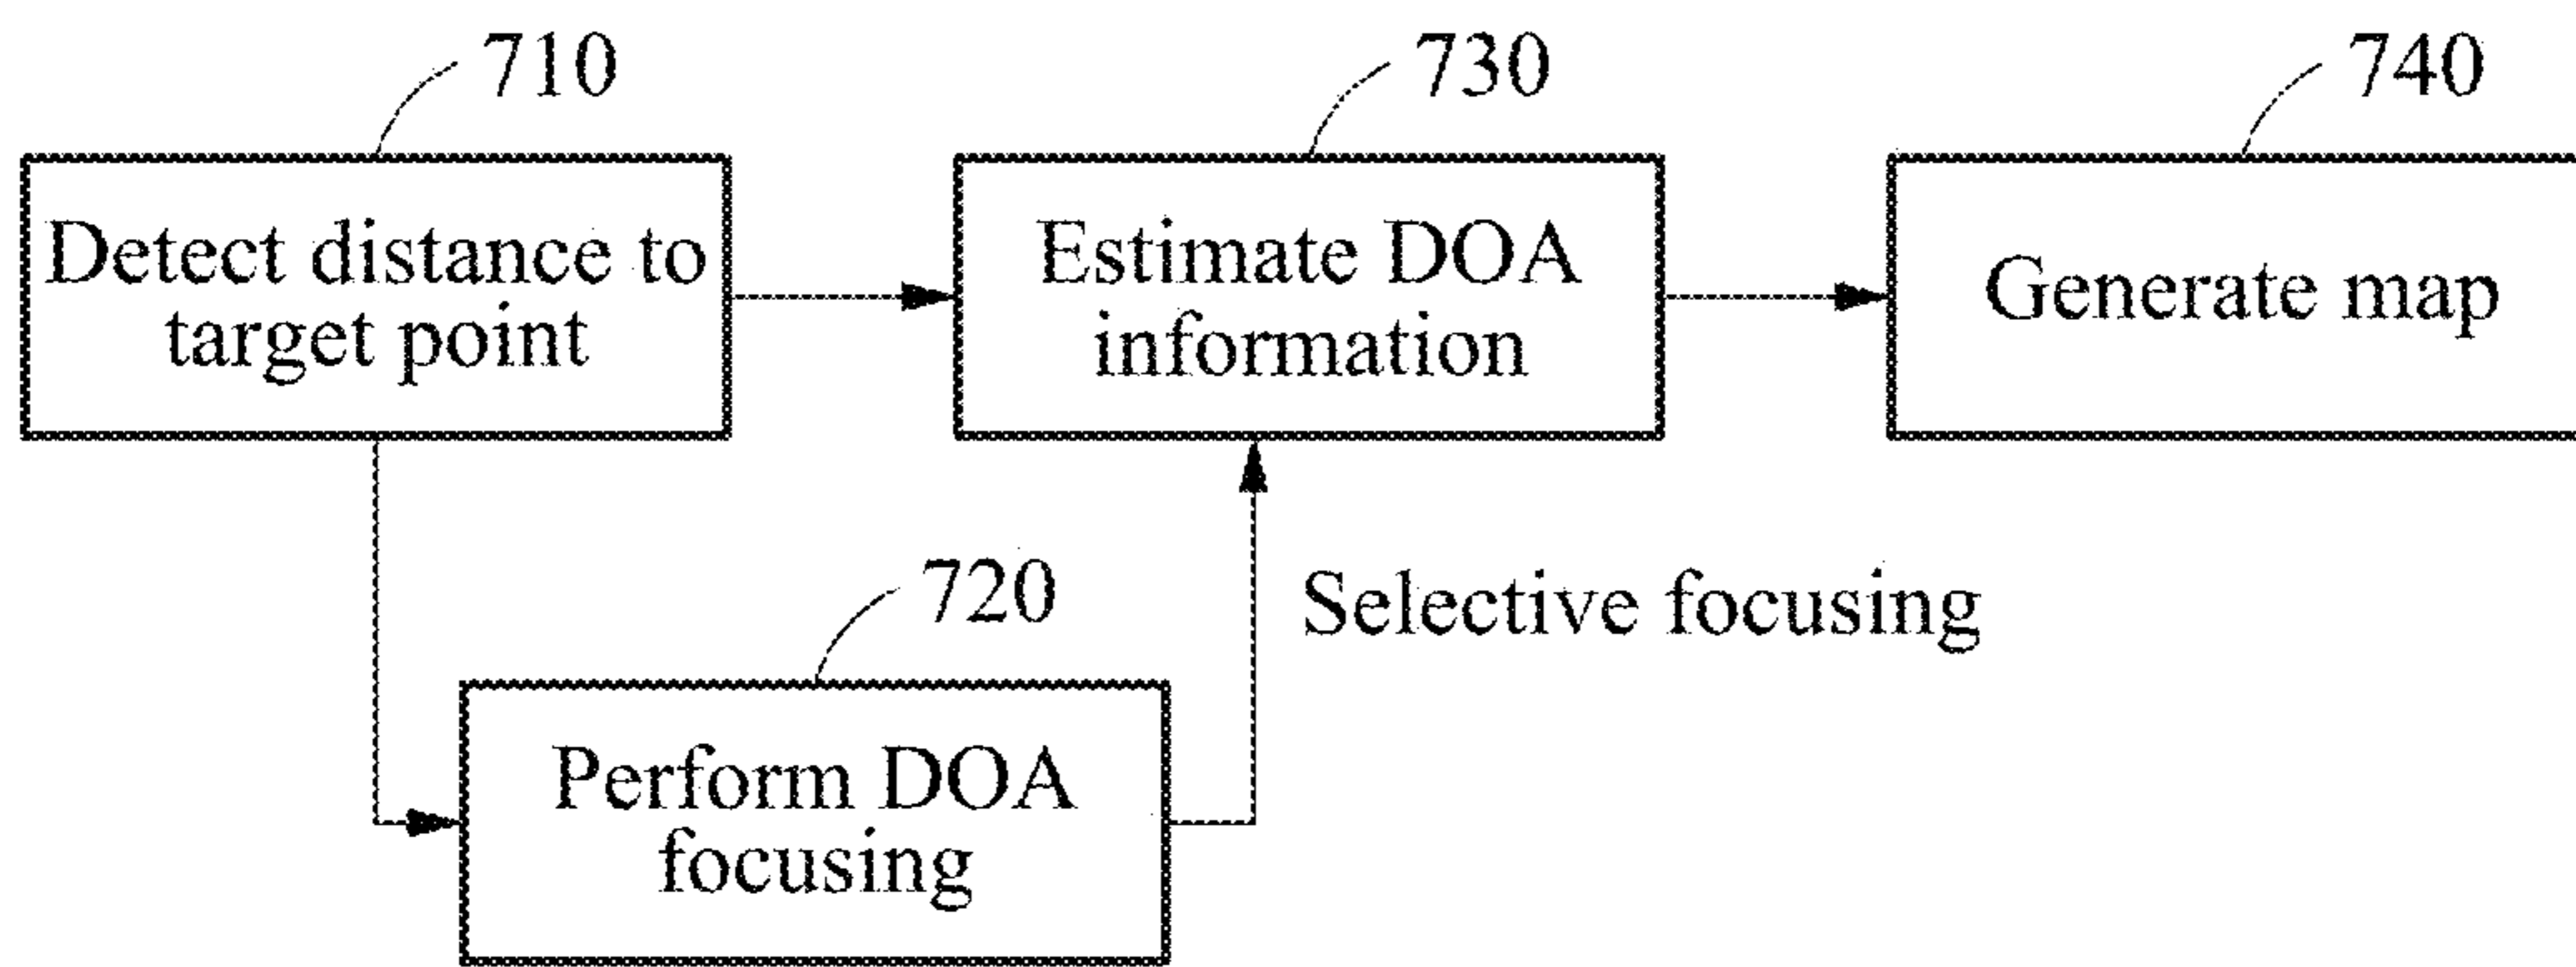 710
730
740
Detect distance to
target point
Estimate DOA
information
Generate map
720
Selective focusing
Perform DOA
focusing